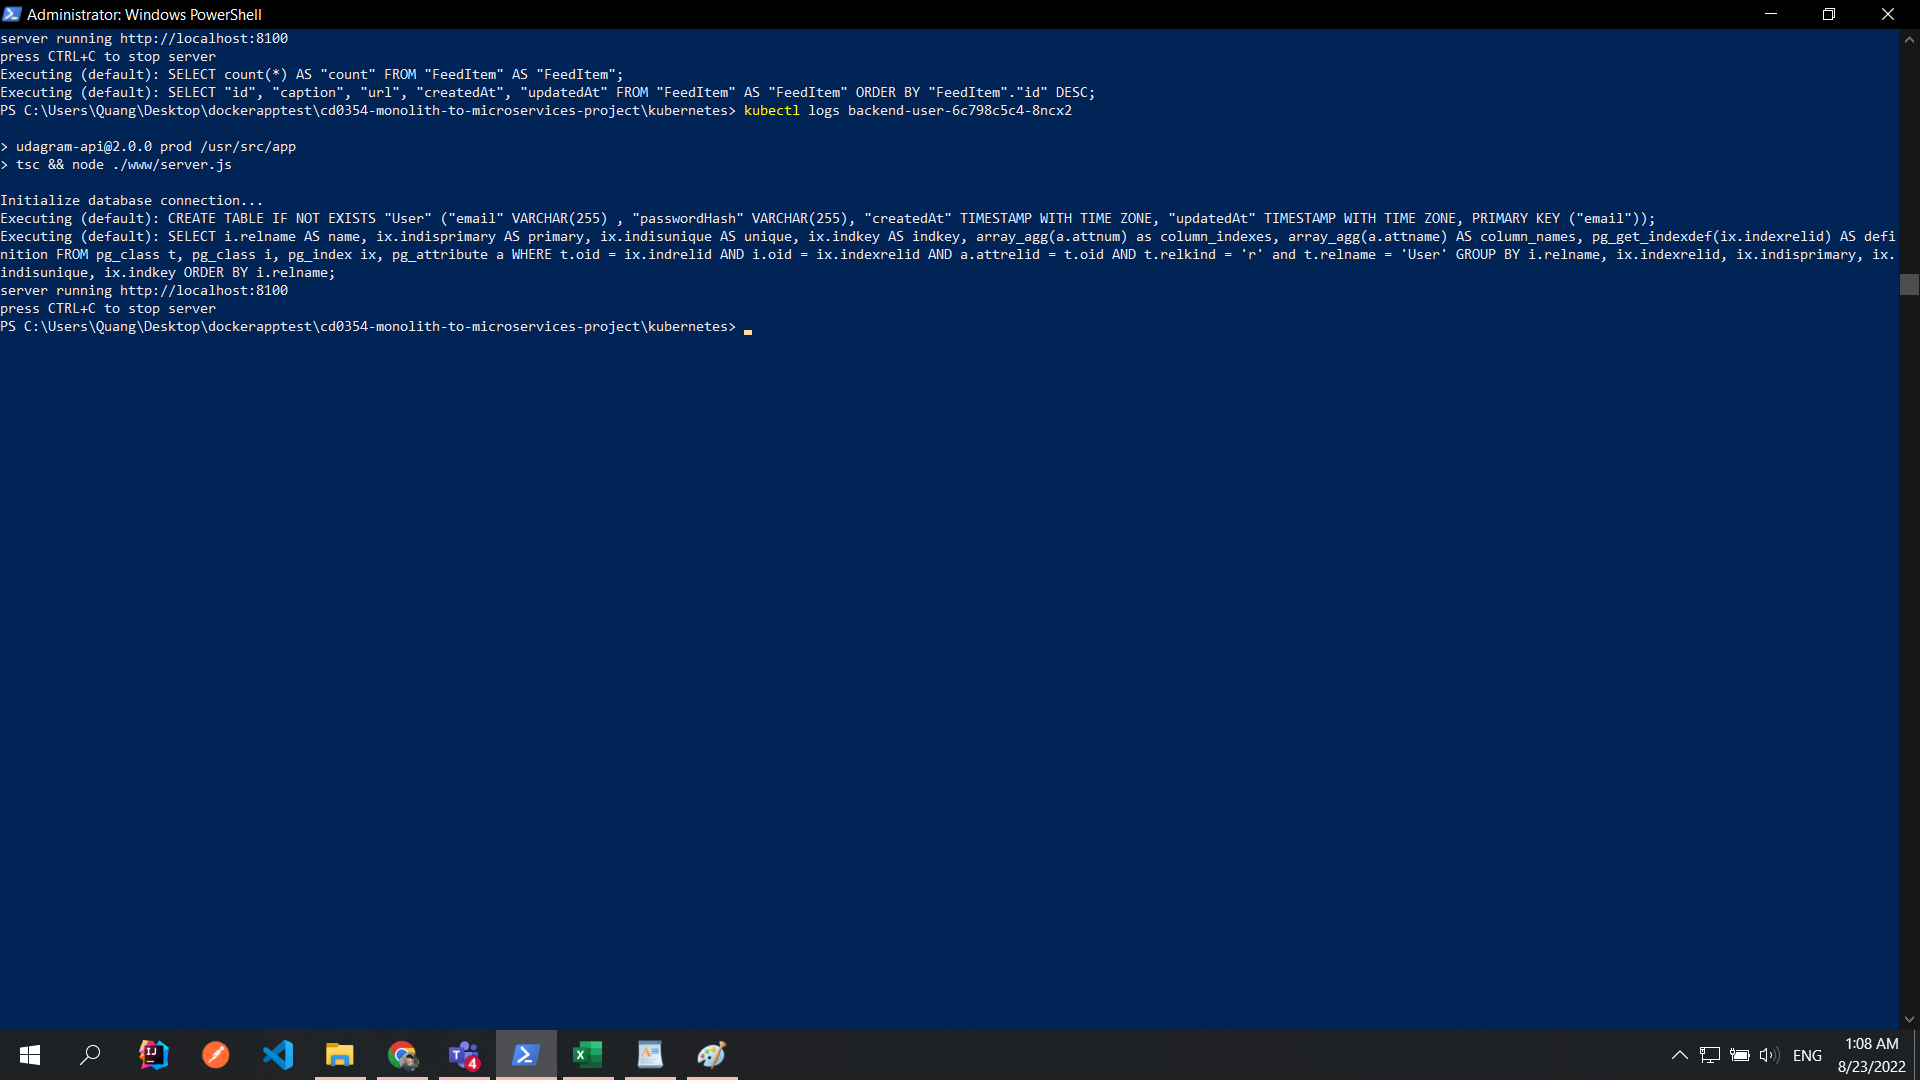 Administrator: Windows PowerShell
server running http://localhost:8100
press CTRL+C to stop server
Executing (default): SELECT count(*) AS "count" FROM "FeedItem" AS "FeedItem";
Executing (default): SELECT "id", "caption", "url", "createdAt", "updatedAt" FROM "FeedItem" AS "FeedItem" ORDER BY "FeedItem"."id" DESC;
PS C:\Users\Quang\Desktop\dockerapptest\cd0354-monolith-to-microservices-project\kubernetes> kubectl logs backend-user-6c798c5c4-8ncx2
> udagram-api@2.0.0 prod /usr/src/app
> tsc && node ./www/server.js
Initialize database connection...
Executing (default): CREATE TABLE IF NOT EXISTS "User" ("email" VARCHAR(255) , "passwordHash" VARCHAR(255), "createdAt" TIMESTAMP WITH TIME ZONE, "updatedAt" TIMESTAMP WITH TIME ZONE, PRIMARY KEY ("email"));
Executing (default): SELECT i.relname AS name, ix.indisprimary AS primary, ix.indisunique AS unique, ix.indkey AS indkey, array_agg(a.attnum) as column_indexes, array_agg(a.attname) AS column_names, pg_get_indexdef(ix.indexrelid) AS defi
nition FROM pg_class t, pg_class i, pg_index ix, pg_attribute a WHERE t.oid = ix.indrelid AND i.oid = ix.indexrelid AND a.attrelid = t.oid AND t.relkind = 'r' and t.relname = 'User' GROUP BY i.relname, ix.indexrelid, ix.indisprimary, ix.
indisunique, ix.indkey ORDER BY i.relname;
server running http://localhost:8100
press CTRL+C to stop server
PS C:\Users\Quang\Desktop\dockerapptest\cd0354-monolith-to-microservices-project\kubernetes>
4
ENG
1:08 AM
8/23/2022